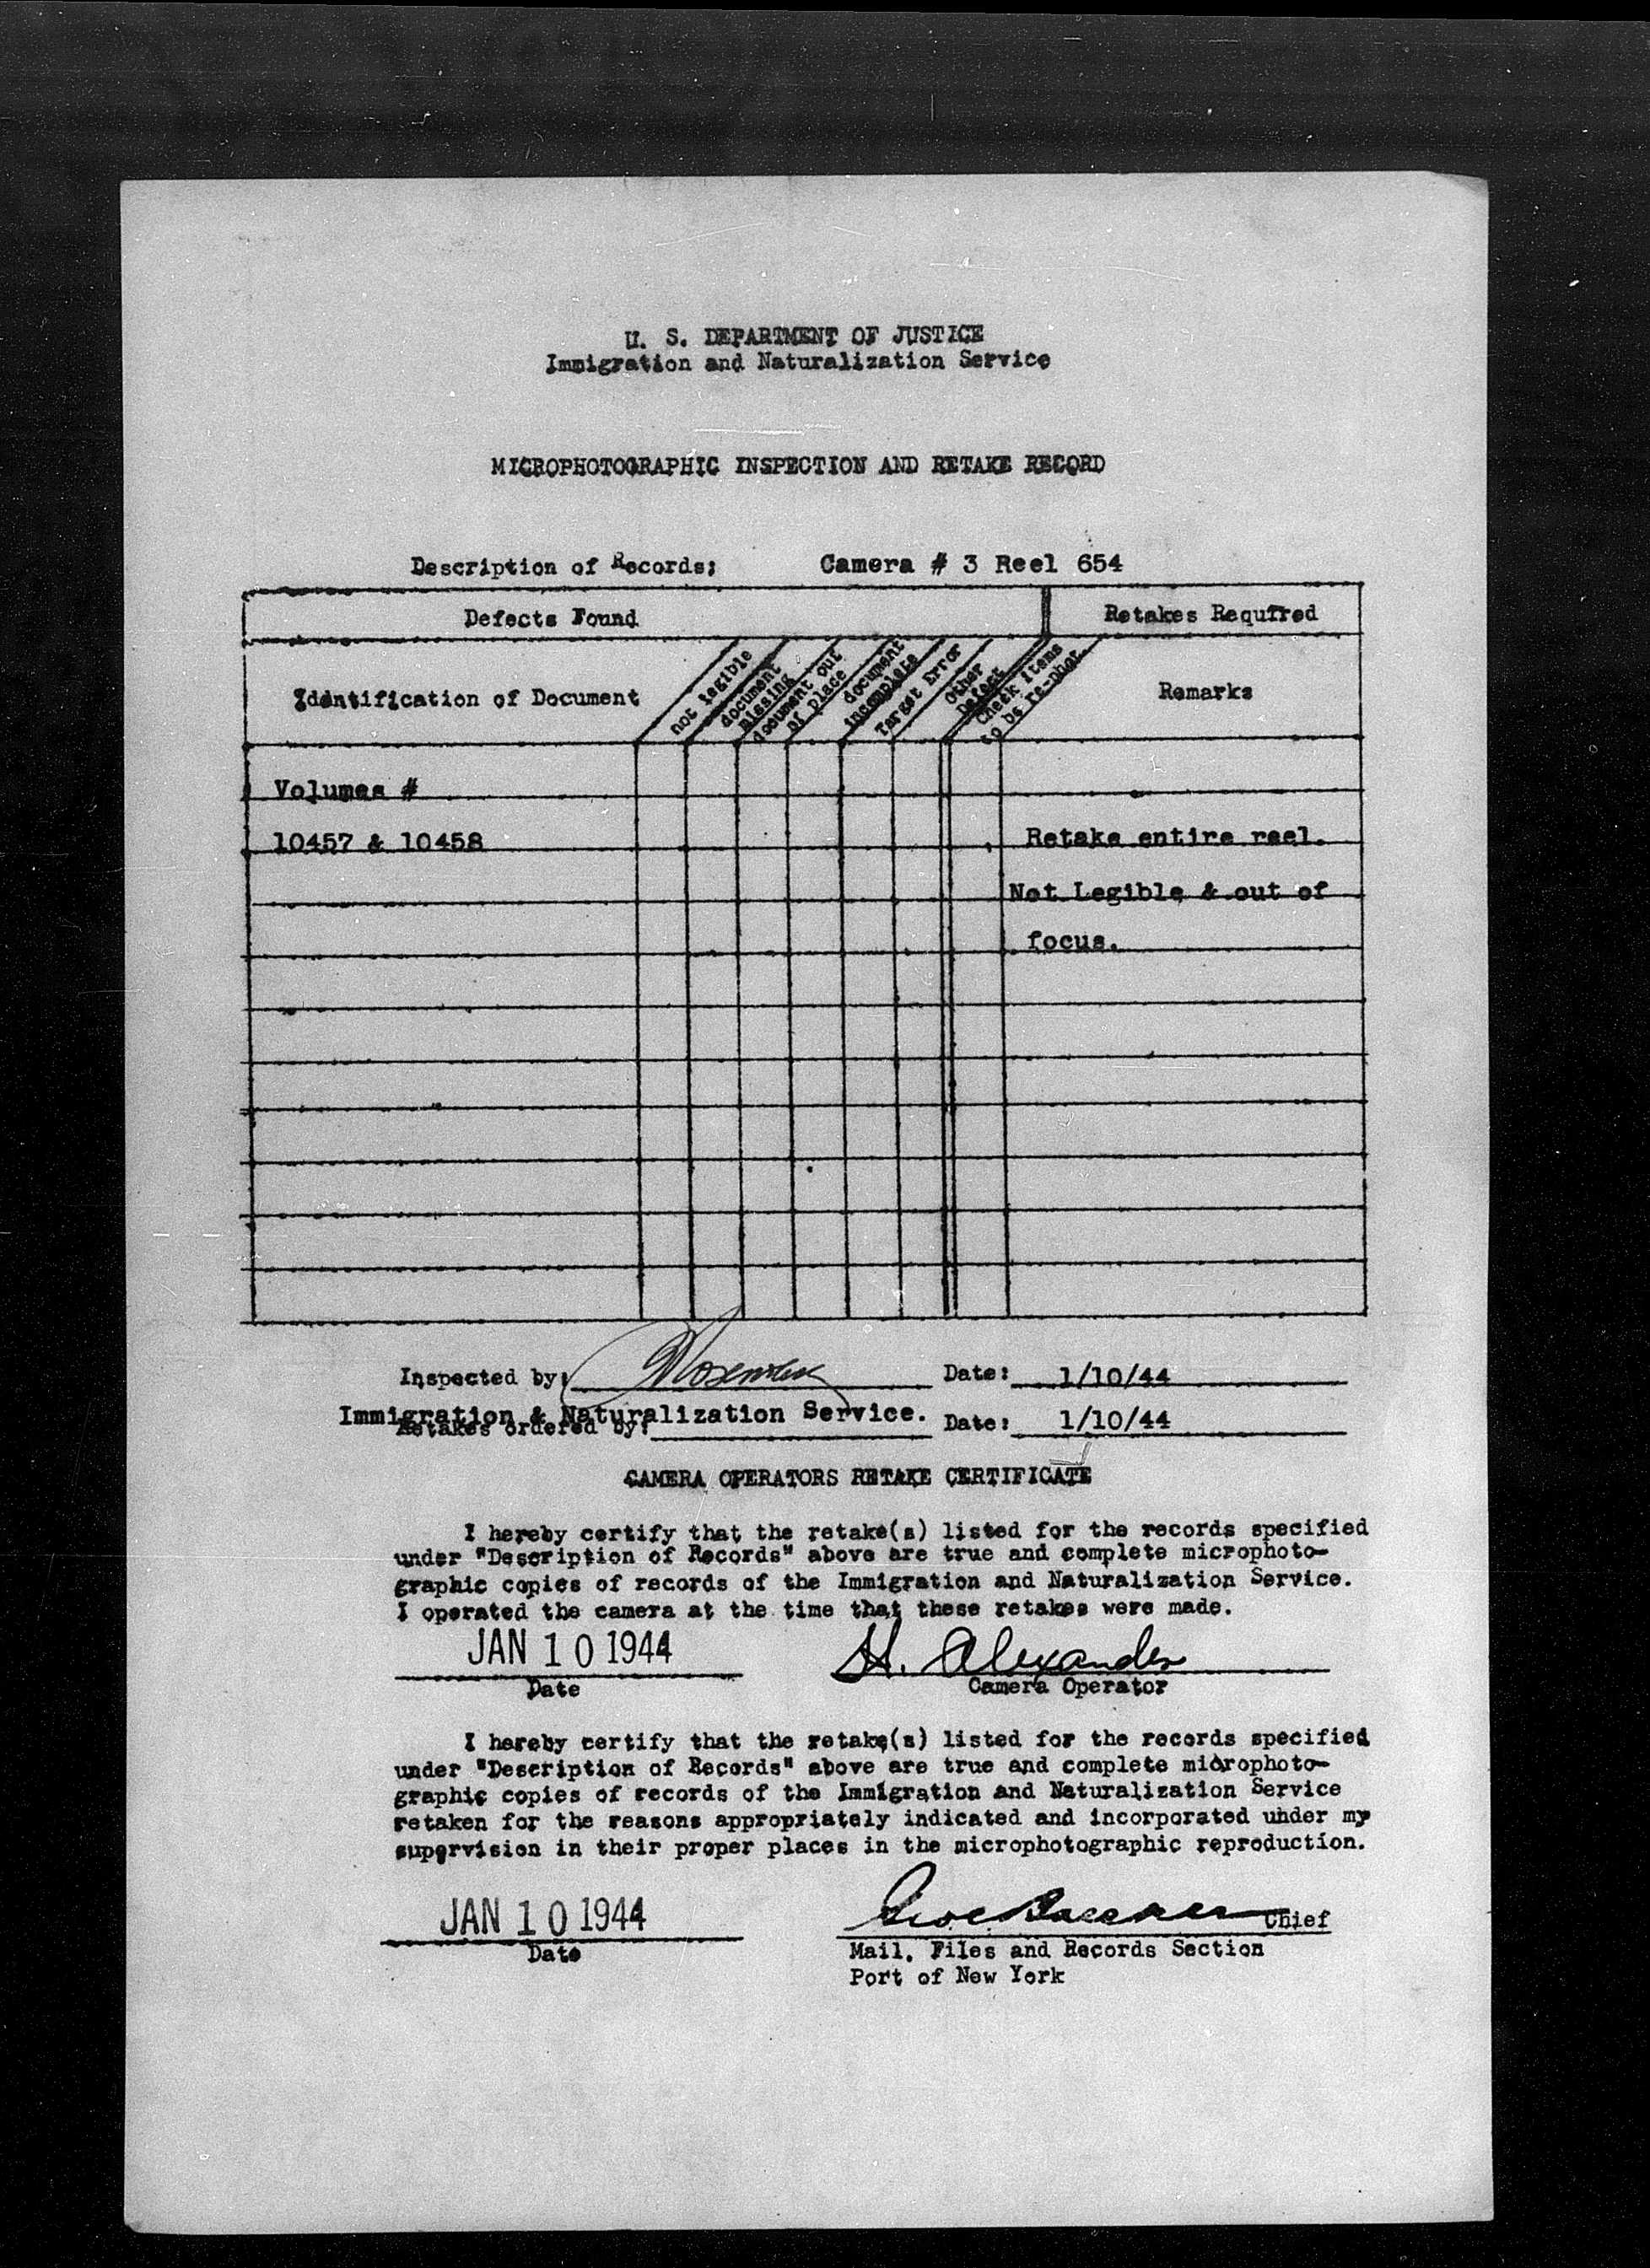 U. S. DEPARTMENT OF JUSTICE
Immigration and Naturalization Service
MICROPHOTOGRAPHIC INSPECTION AND RETAKE RECORD
Description of Records; Camera # 3 Reel 654
Defects Found Retakes Required
Identification of Document
not legible
document
missing
document out
of place
document
incomplete
Target Error
Other
Defect
Check items
to be re-phot
Remarks
Volumes #
10457 & 10458 Retake entire reel.
Not Legible & out of
focus.
Inspected by: Date: 1/10/44
Immigration & Naturalization Service.
Retakes ordered by: Date: 1/10/44
CAMERA OPERATORS RETAKE CERTIFICATE
I hereby certify that the retake(s) listed for the records specified
under "Description of Records" above are true and complete microphoto-
graphic copies of records of the Immigration and Naturalization Service.
I operated the camera at the time that these retakes were made.
JAN 10 1944 H. Alexander
Date Camera Operator
I hereby certify that the retake(s) listed for the records specified
under "Description of Records" above are true and complete microphoto-
graphic copies of records of the Immigration and Naturalization Service
retaken for the reasons appropriately indicated and incorporated under my
supervision in their proper places in the microphotographic reproduction.
JAN 10 1944 Chief
Date Mail. Files and Records Section
Port of New York